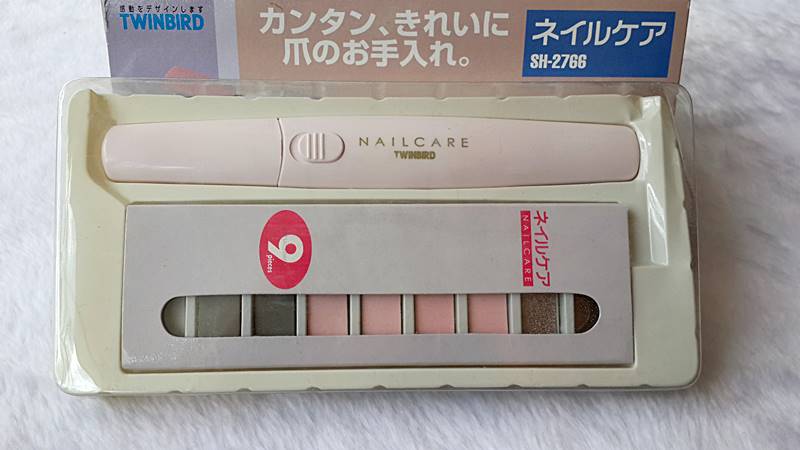 感動をデザインします
TWINBIRD
カンタン、きれいに
爪のお手入れ。
ネイルケア
SH-2766
NAILCARE
TWINBIRD
9
pieces
ネイルケア
NAILCARE